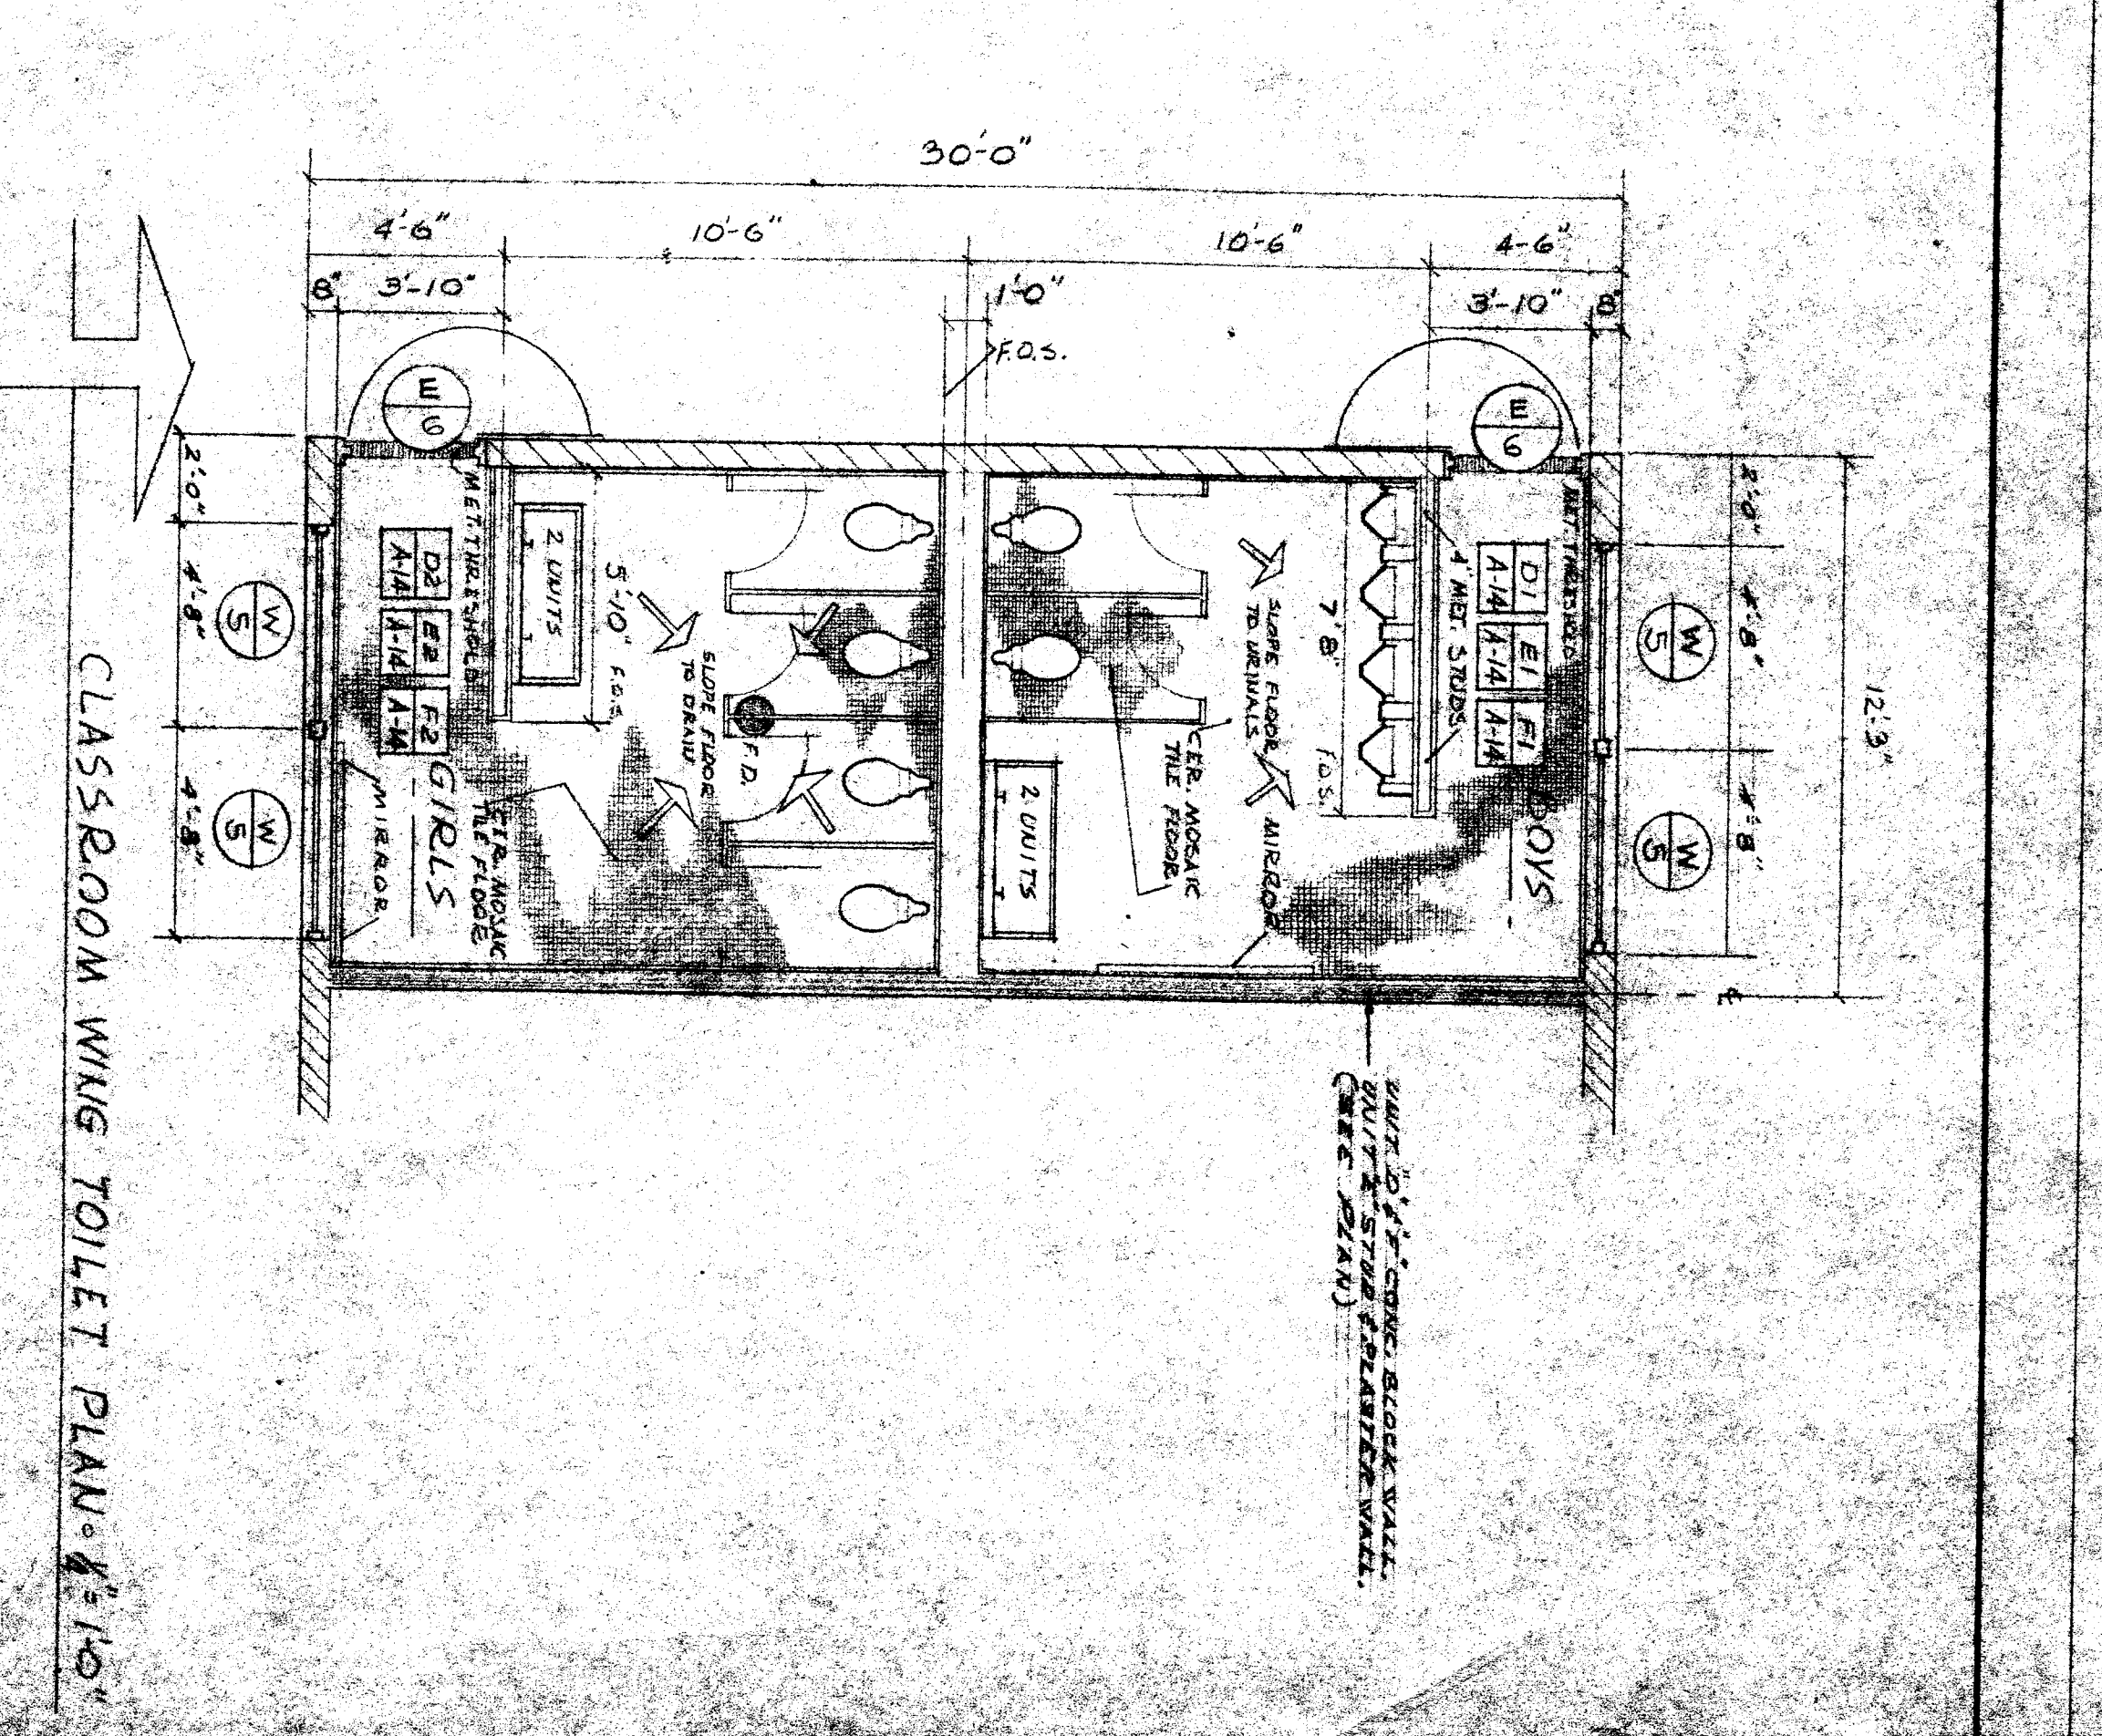 30'-0"
4'-6"
10'-6"
10'-6"
4-6"
8"
3'-10"
1'-0"
3'-10"
8"
F.O.S.
E
6
E
6
12'-3"
2'-0"
4'-8"
4'-8"
W
5
W
5
MET. THRESHOLD
D1
A-14
E1
A-14
F1
A-14
BOYS
4" MET. STUDS
7'8" F.O.S.
SLOPE FLOOR
TO URINALS
MIRROR
CER. MOSAIC
TILE FLOOR
2 UNITS
F.D.
SLOPE FLOOR
TO DRAIN
5'-10" F.O.S.
2 UNITS
MET. THRESHOLD
CER. MOSAIC
TILE FLOOR
GIRLS
D2
A-14
E2
A-14
F2
A-14
MIRROR
W
5
W
5
2'-0"
4'-8"
4'-8"
UNIT "D" & "E" CONC. BLOCK WALL.
STUD & PLASTER WALL.
(SEE PLAN)
CLASSROOM WING TOILET PLAN